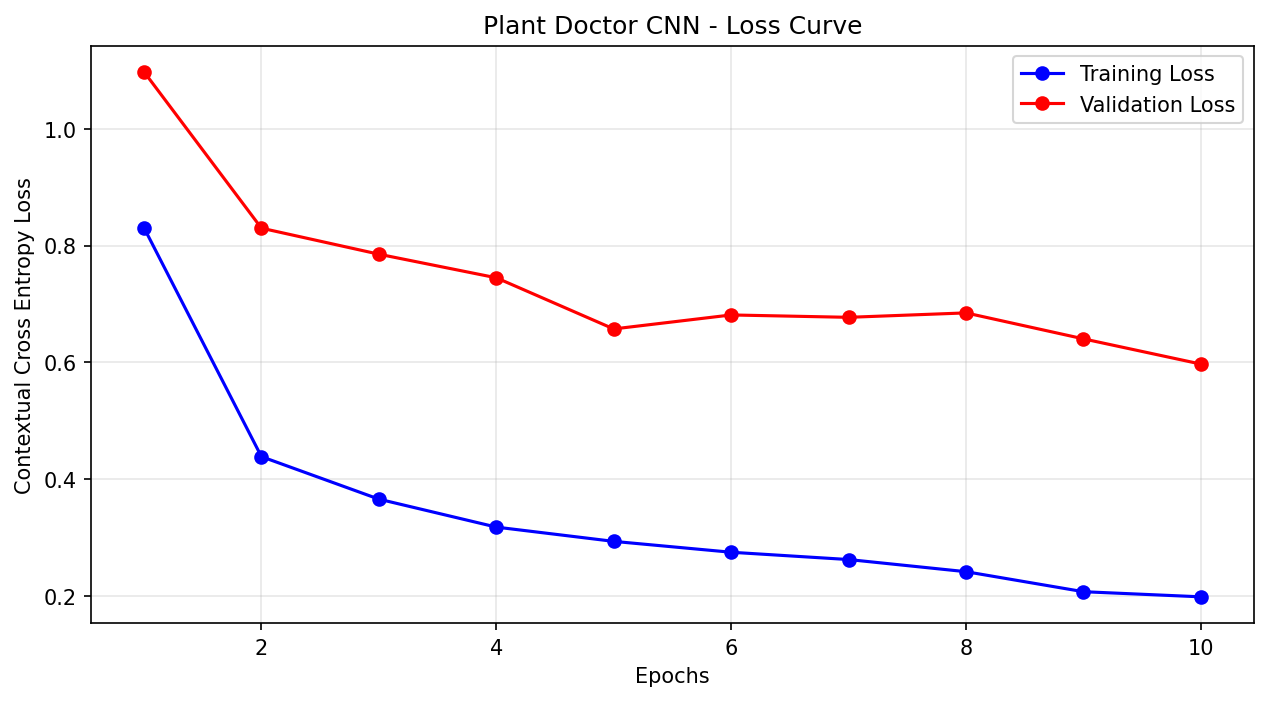 Plant Doctor CNN - Loss Curve
Training Loss
Validation Loss
Contextual Cross Entropy Loss
1.0
0.8
0.6
0.4
0.2
2 4 6 8 10
Epochs